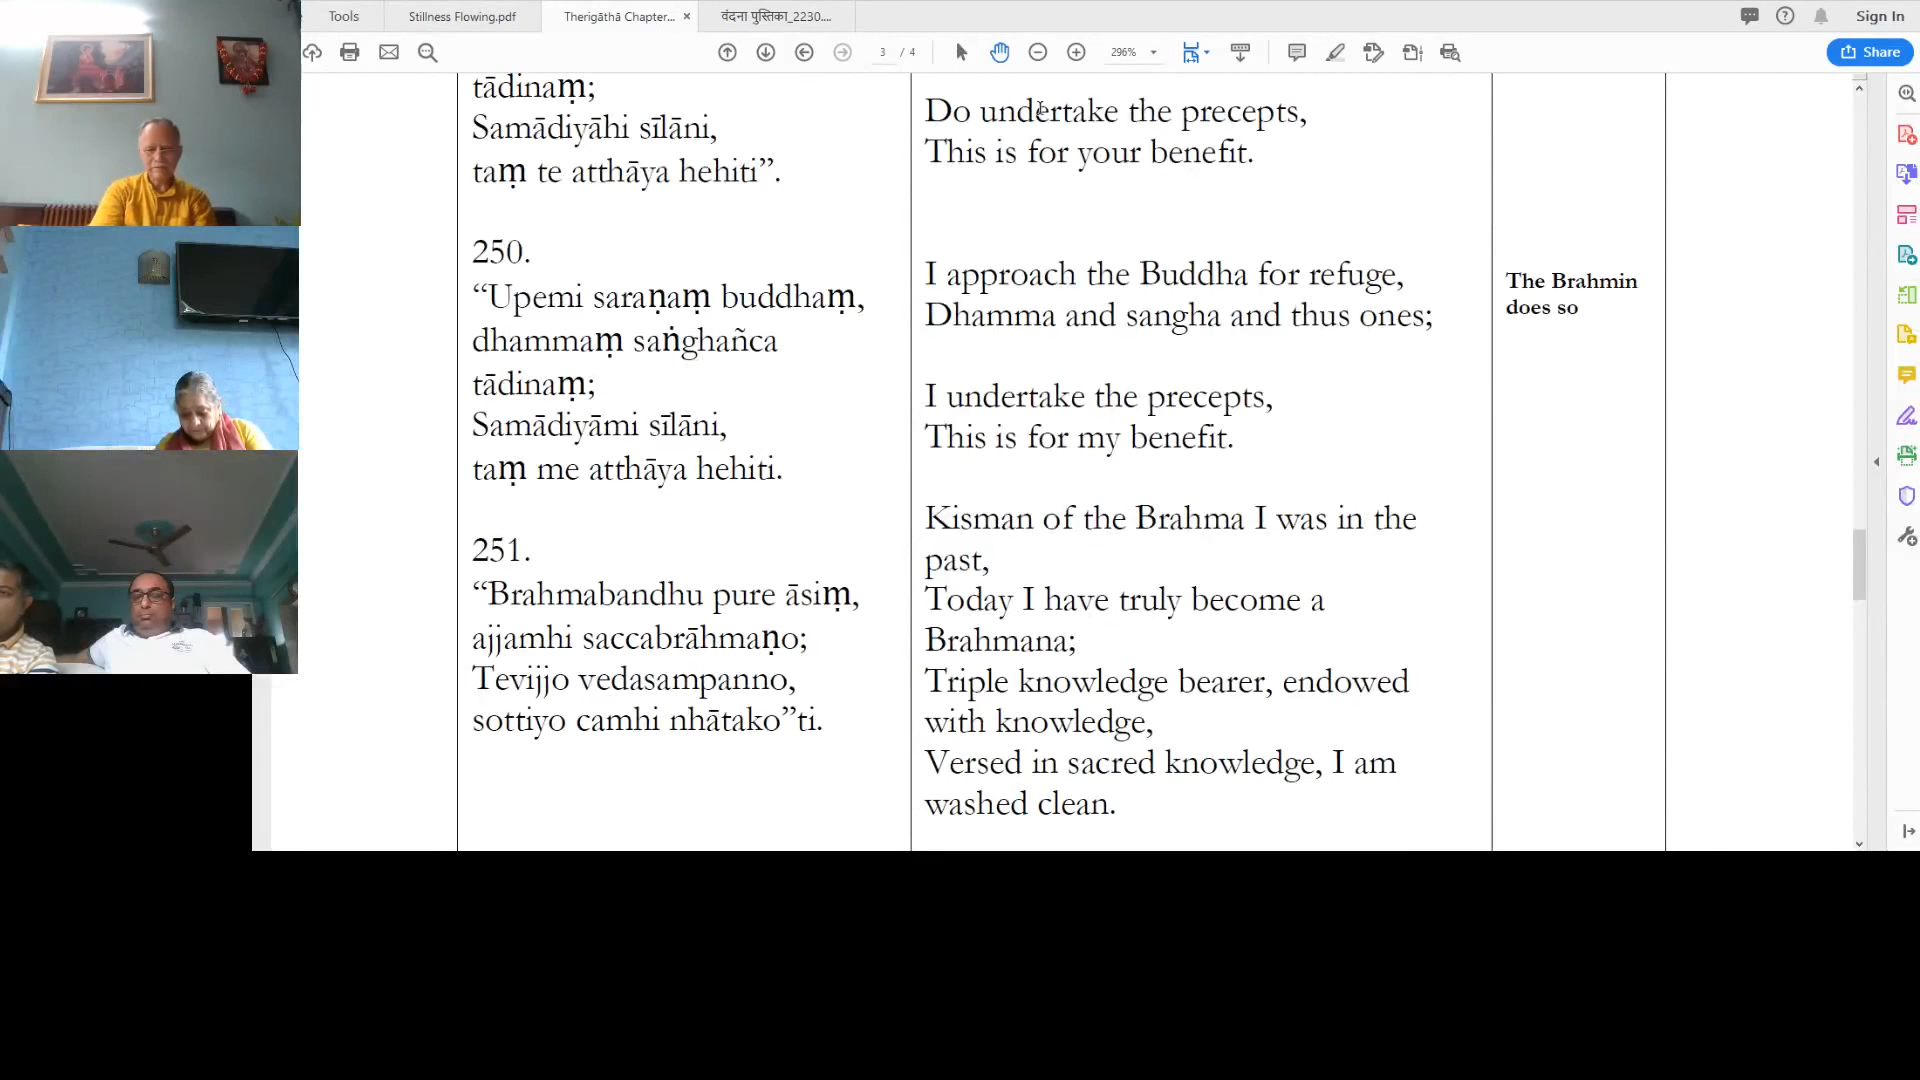 Tools
Stillness Flowing.pdf
Therigāthā Chapter...
वंदना पुस्तिका_2230....
Sign In
3 / 4
296%
Share
tādinaṃ;
Samādiyāhi sīlāni,
taṃ te atthāya hehiti”.
250.
“Upemi saraṇaṃ buddhaṃ,
dhammaṃ saṅghañca
tādinaṃ;
Samādiyāmi sīlāni,
taṃ me atthāya hehiti.
251.
“Brahmabandhu pure āsiṃ,
ajjamhi saccabrāhmaṇo;
Tevijjo vedasampanno,
sottiyo camhi nhātako”ti.
Do undertake the precepts,
This is for your benefit.
I approach the Buddha for refuge,
Dhamma and sangha and thus ones;
I undertake the precepts,
This is for my benefit.
Kisman of the Brahma I was in the
past,
Today I have truly become a
Brahmana;
Triple knowledge bearer, endowed
with knowledge,
Versed in sacred knowledge, I am
washed clean.
The Brahmin
does so